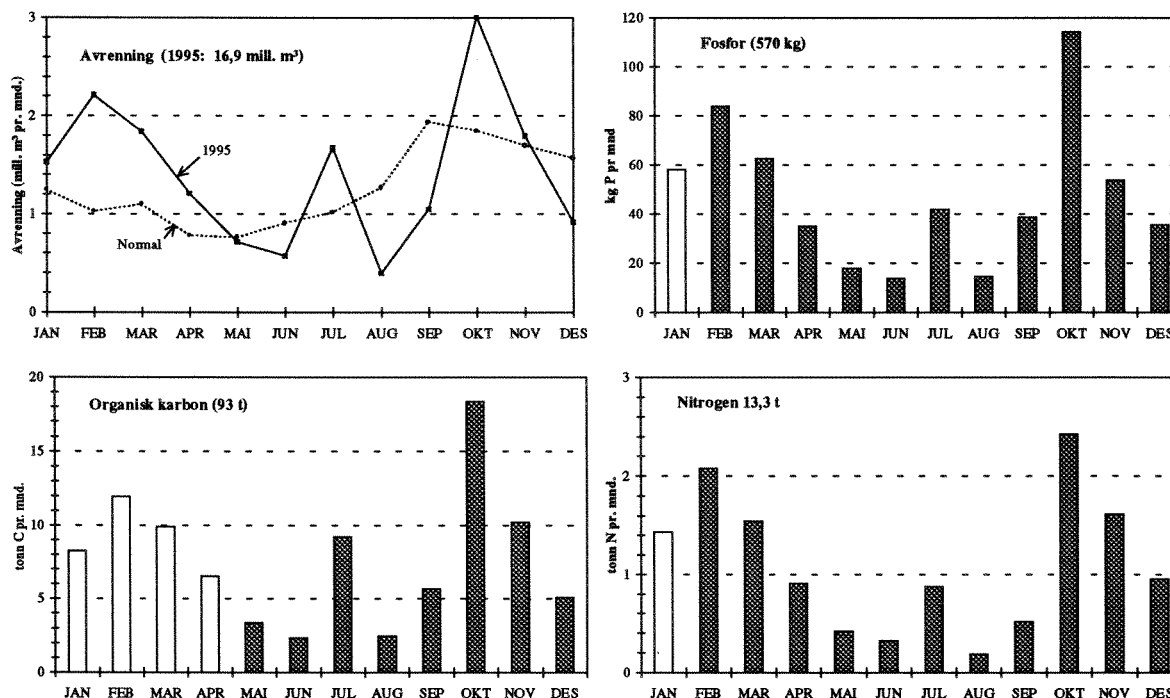 Avrenning (1995: 16,9 mill. m³)
Avrenning (mill. m³ pr. mnd.)
3
2
1
0
1995
Normal
JAN FEB MAR APR MAI JUN JUL AUG SEP OKT NOV DES
Fosfor (570 kg)
kg P pr mnd
120
100
80
60
40
20
0
JAN FEB MAR APR MAI JUN JUL AUG SEP OKT NOV DES
Organisk karbon (93 t)
tonn C pr. mnd.
20
15
10
5
0
JAN FEB MAR APR MAI JUN JUL AUG SEP OKT NOV DES
Nitrogen 13,3 t
tonn N pr. mnd.
3
2
1
0
JAN FEB MAR APR MAI JUN JUL AUG SEP OKT NOV DES